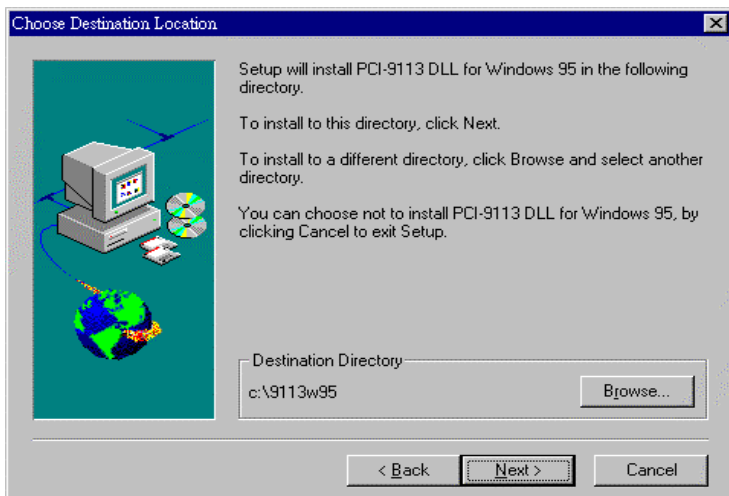 Choose Destination Location
Setup will install PCI-9113 DLL for Windows 95 in the following
directory.
To install to this directory, click Next.
To install to a different directory, click Browse and select another
directory.
You can choose not to install PCI-9113 DLL for Windows 95, by
clicking Cancel to exit Setup.
Destination Directory
c:\9113w95
Browse...
< Back
Next >
Cancel